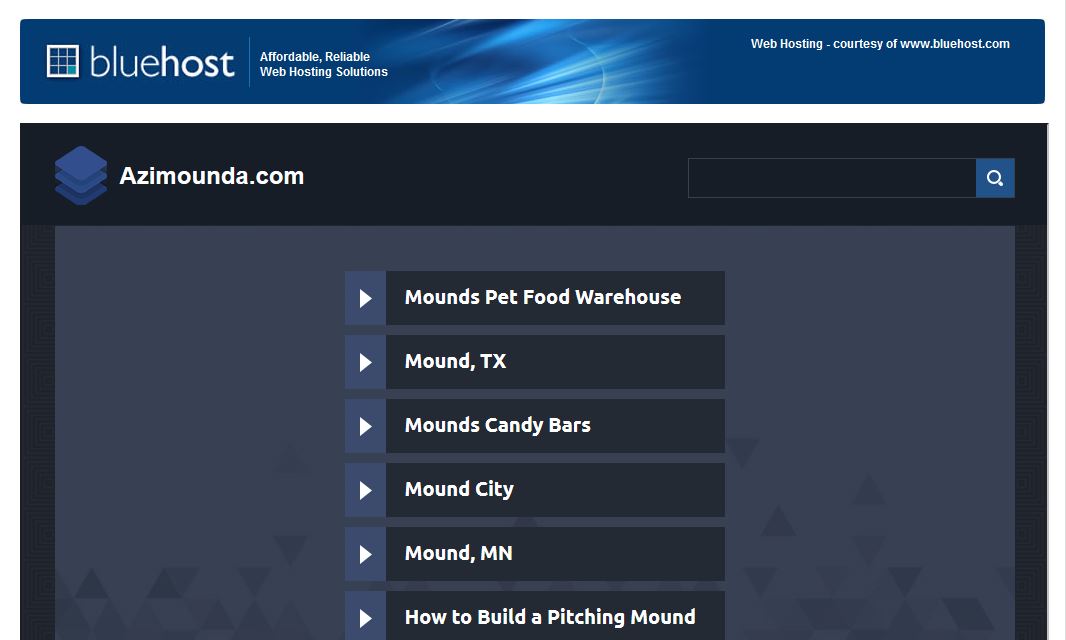 bluehost
Affordable, Reliable
Web Hosting Solutions
Web Hosting - courtesy of www.bluehost.com
Azimounda.com
Mounds Pet Food Warehouse
Mound, TX
Mounds Candy Bars
Mound City
Mound, MN
How to Build a Pitching Mound